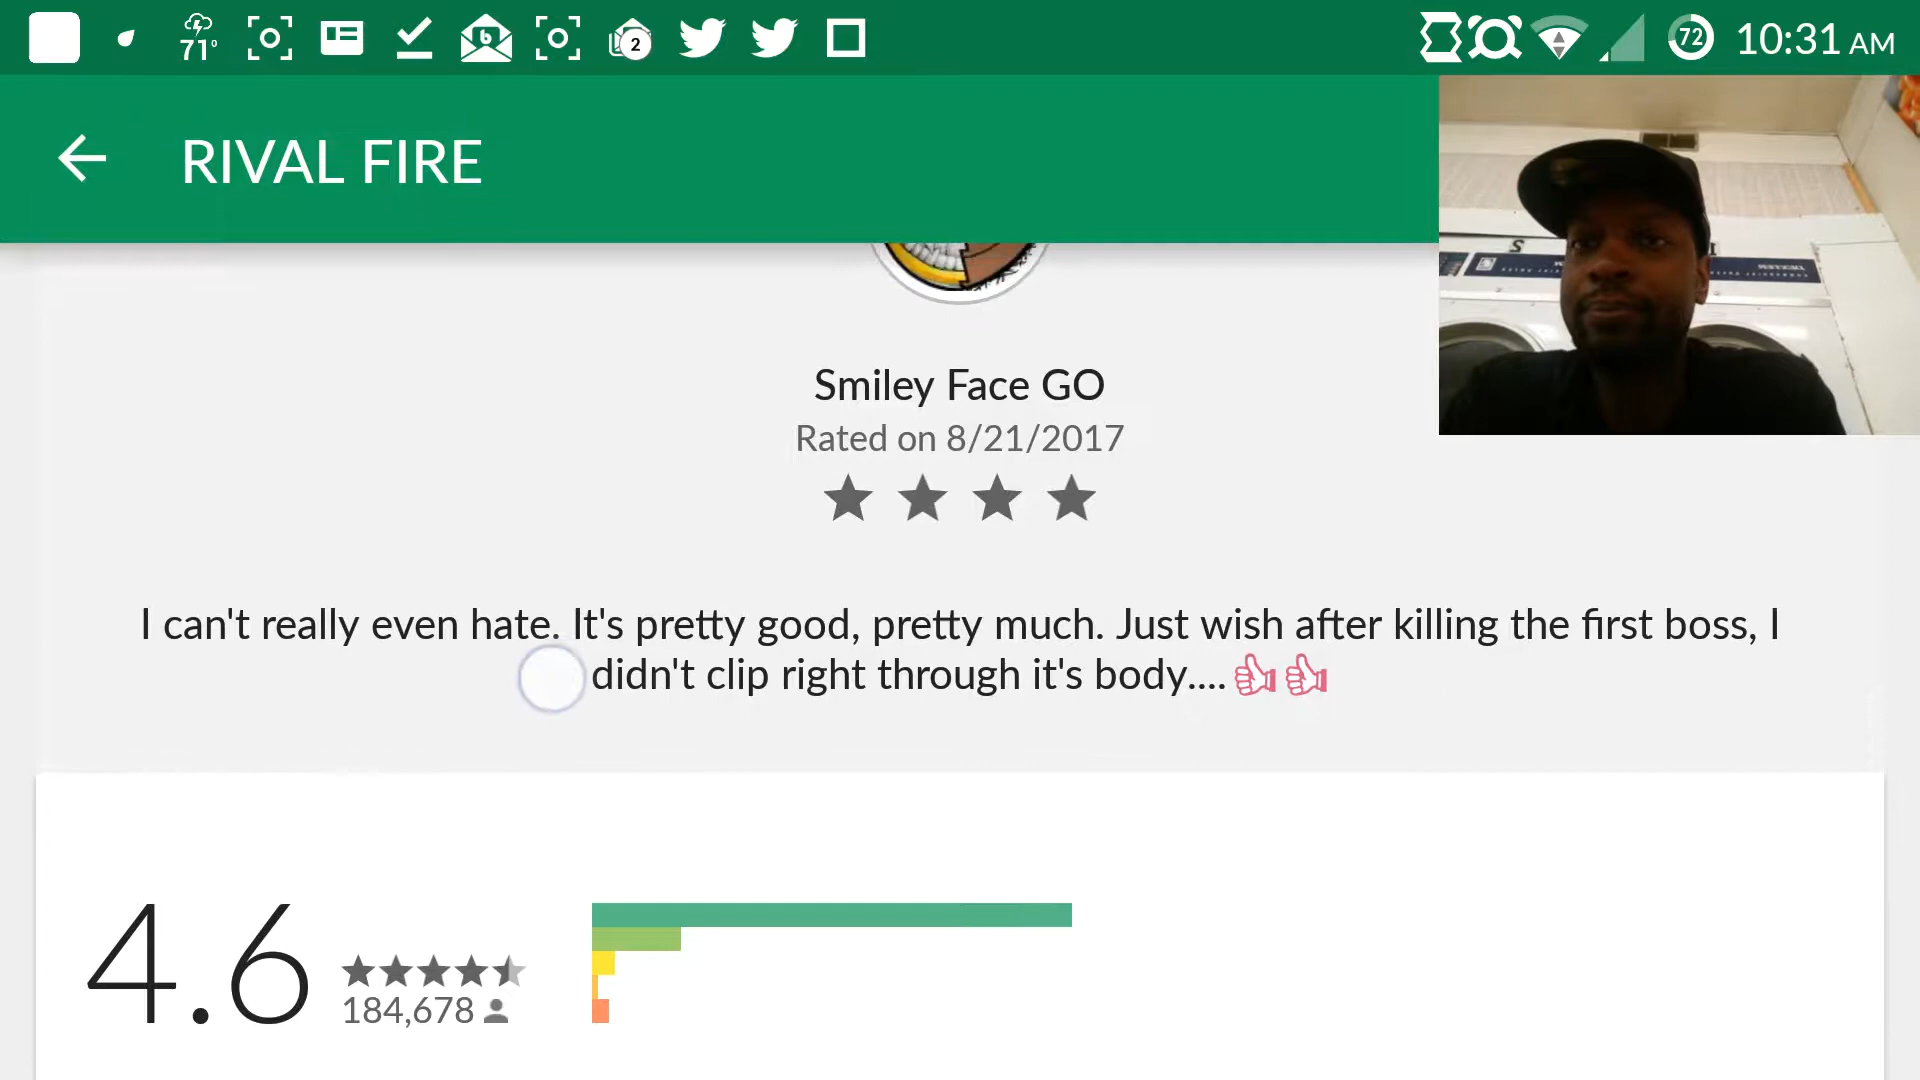 71°
2
72
10:31 AM
RIVAL FIRE
Smiley Face GO
Rated on 8/21/2017
I can't really even hate. It's pretty good, pretty much. Just wish after killing the first boss, I
didn't clip right through it's body....👍👍
4.6
184,678